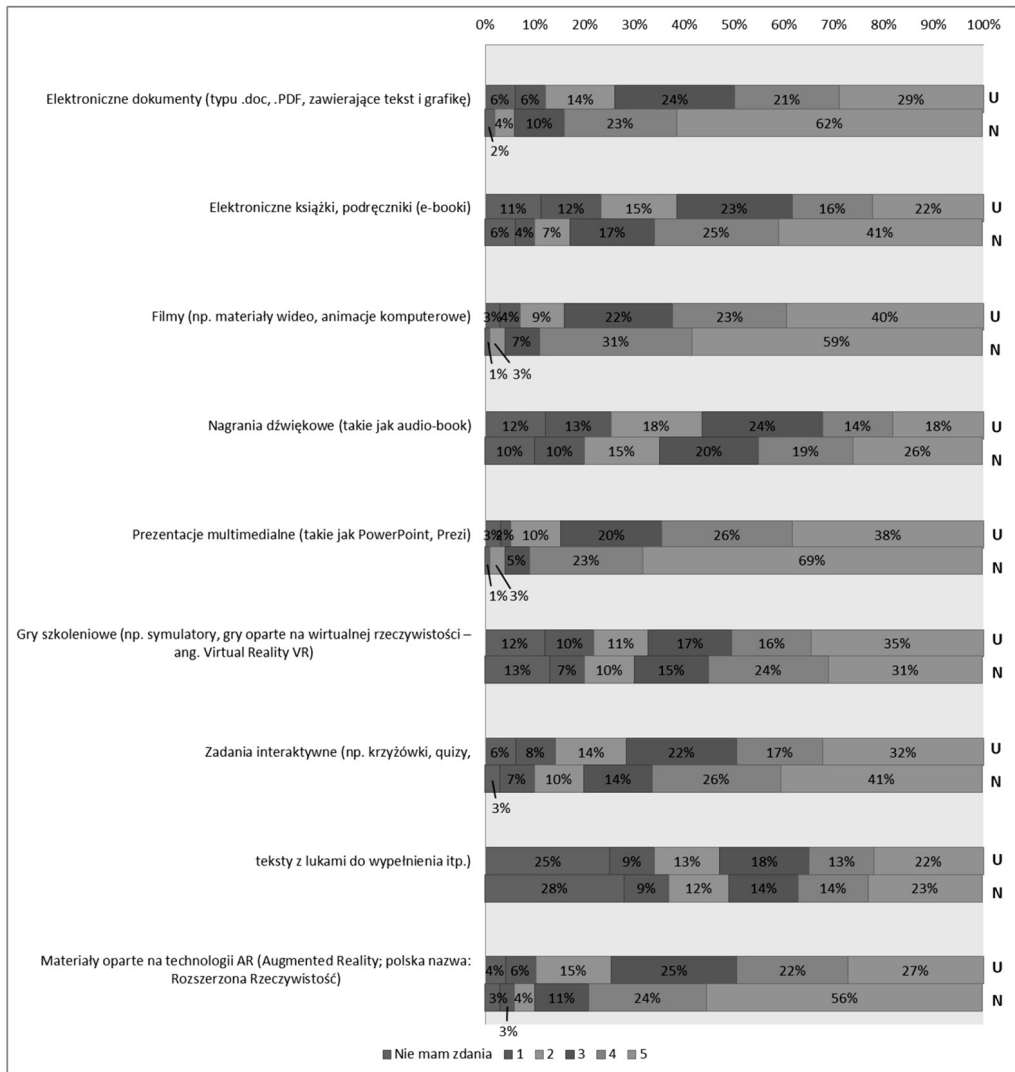 0% 10% 20% 30% 40% 50% 60% 70% 80% 90% 100%
Elektroniczne dokumenty (typu .doc, .PDF, zawierające tekst i grafikę)
6% 6% 14% 24% 21% 29% U
4% 10% 23% 62% N
2%
Elektroniczne książki, podręczniki (e-booki)
11% 12% 15% 23% 16% 22% U
6% 4% 7% 17% 25% 41% N
Filmy (np. materiały wideo, animacje komputerowe)
3% 4% 9% 22% 23% 40% U
7% 31% 59% N
1% 3%
Nagrania dźwiękowe (takie jak audio-book)
12% 13% 18% 24% 14% 18% U
10% 10% 15% 20% 19% 26% N
Prezentacje multimedialne (takie jak PowerPoint, Prezi)
3% 2% 10% 20% 26% 38% U
5% 23% 69% N
1% 3%
Gry szkoleniowe (np. symulatory, gry oparte na wirtualnej rzeczywistości –
ang. Virtual Reality VR)
12% 10% 11% 17% 16% 35% U
13% 7% 10% 15% 24% 31% N
Zadania interaktywne (np. krzyżówki, quizy,
6% 8% 14% 22% 17% 32% U
7% 10% 14% 26% 41% N
3%
teksty z lukami do wypełnienia itp.)
25% 9% 13% 18% 13% 22% U
28% 9% 12% 14% 14% 23% N
Materiały oparte na technologii AR (Augmented Reality; polska nazwa:
Rozszerzona Rzeczywistość)
4% 6% 15% 25% 22% 27% U
3% 4% 11% 24% 56% N
3%
Nie mam zdania 1 2 3 4 5